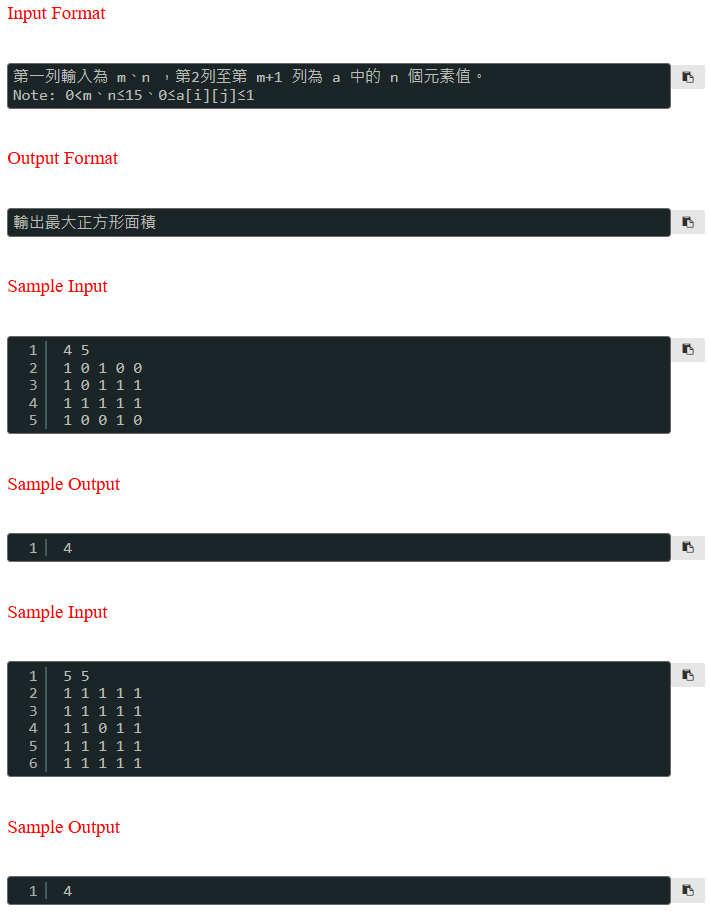 Input Format
第一列輸入為 m、n ，第2列至第 m+1 列為 a 中的 n 個元素值。
Note: 0<m、n≤15、0≤a[i][j]≤1
Output Format
輸出最大正方形面積
Sample Input
1 4 5
2 1 0 1 0 0
3 1 0 1 1 1
4 1 1 1 1 1
5 1 0 0 1 0
Sample Output
1 4
Sample Input
1 5 5
2 1 1 1 1 1
3 1 1 1 1 1
4 1 1 0 1 1
5 1 1 1 1 1
6 1 1 1 1 1
Sample Output
1 4